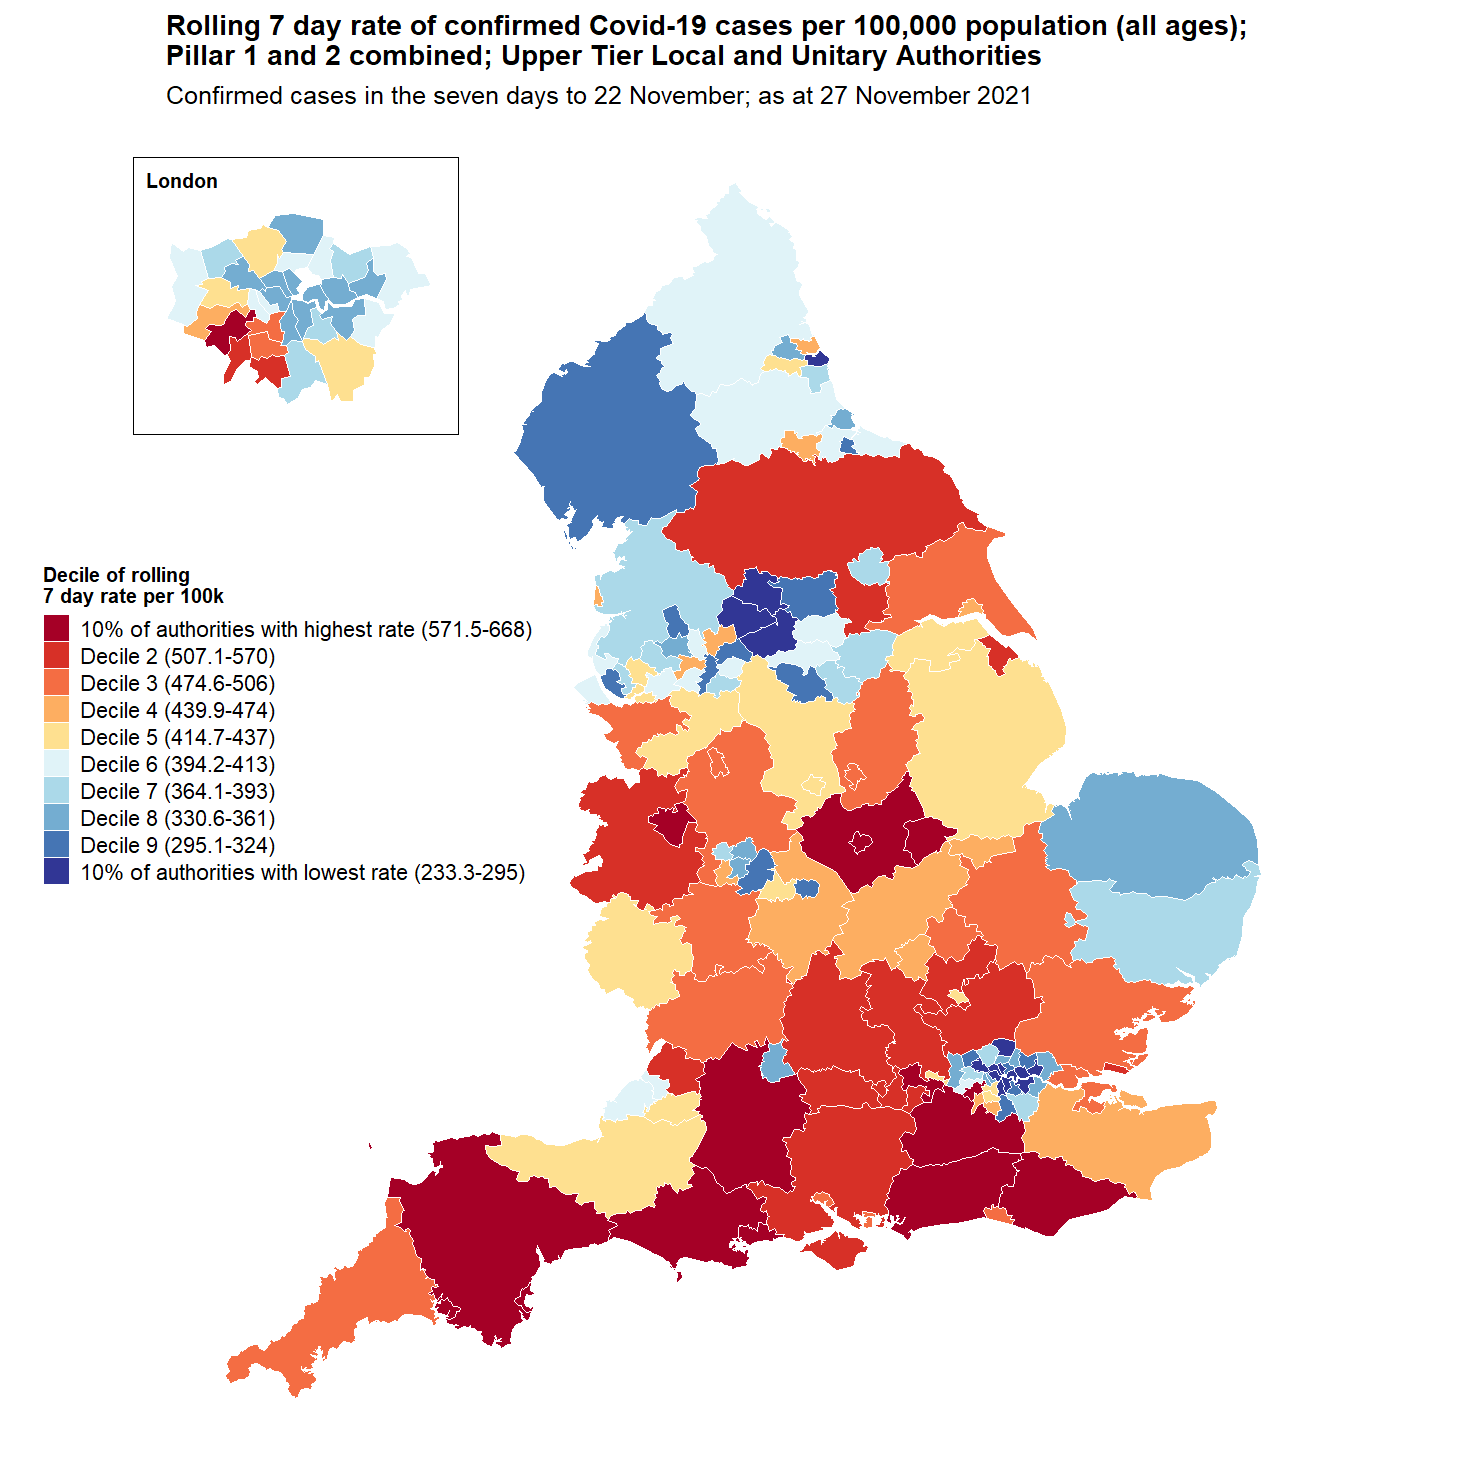 Rolling 7 day rate of confirmed Covid-19 cases per 100,000 population (all ages);
Pillar 1 and 2 combined; Upper Tier Local and Unitary Authorities
Confirmed cases in the seven days to 22 November; as at 27 November 2021
London
Decile of rolling
7 day rate per 100k
10% of authorities with highest rate (571.5-668)
Decile 2 (507.1-570)
Decile 3 (474.6-506)
Decile 4 (439.9-474)
Decile 5 (414.7-437)
Decile 6 (394.2-413)
Decile 7 (364.1-393)
Decile 8 (330.6-361)
Decile 9 (295.1-324)
10% of authorities with lowest rate (233.3-295)